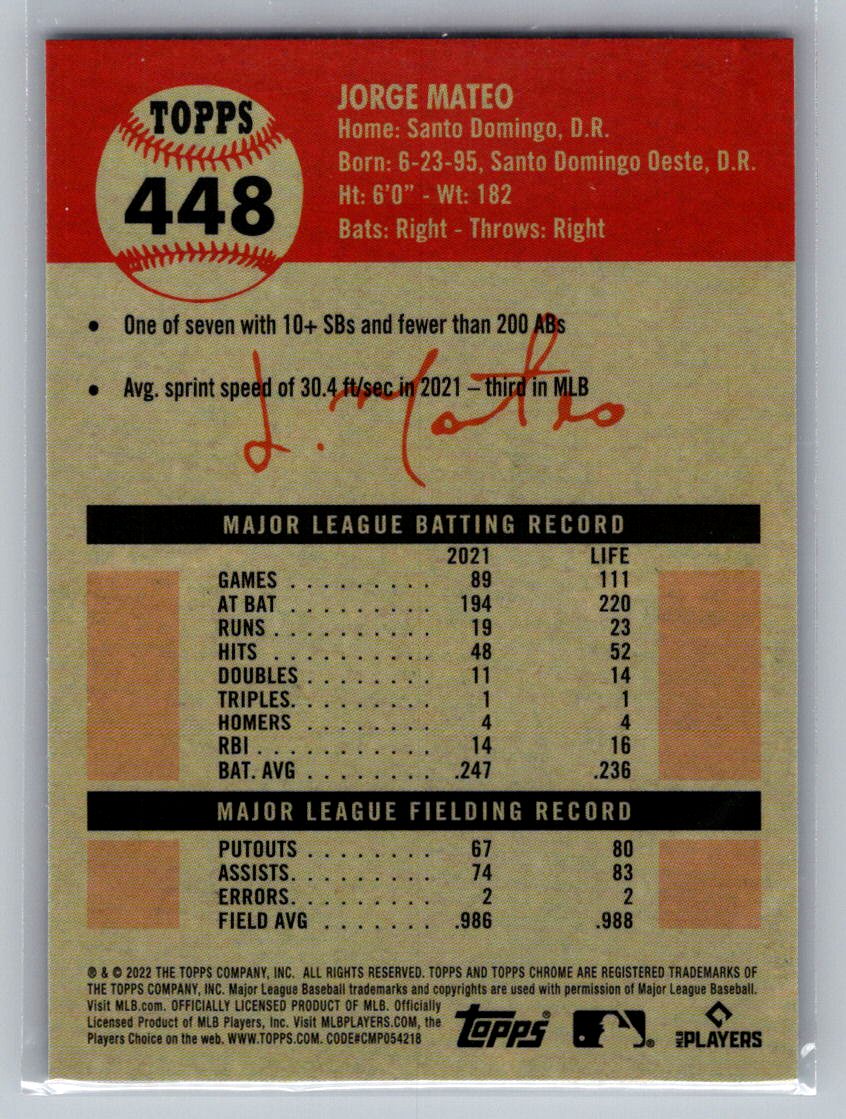 TOPPS
448
JORGE MATEO
Home: Santo Domingo, D.R.
Born: 6-23-95, Santo Domingo Oeste, D.R.
Ht: 6'0" - Wt: 182
Bats: Right - Throws: Right
• One of seven with 10+ SBs and fewer than 200 ABs
• Avg. sprint speed of 30.4 ft/sec in 2021 – third in MLB
J. Mateo
MAJOR LEAGUE BATTING RECORD
2021 LIFE
GAMES . . . . . . . . . 89 111
AT BAT . . . . . . . . . 194 220
RUNS . . . . . . . . . . 19 23
HITS . . . . . . . . . . 48 52
DOUBLES . . . . . . . . 11 14
TRIPLES. . . . . . . . . 1 1
HOMERS . . . . . . . . 4 4
RBI . . . . . . . . . . . 14 16
BAT. AVG . . . . . . . . .247 .236
MAJOR LEAGUE FIELDING RECORD
PUTOUTS . . . . . . . . 67 80
ASSISTS. . . . . . . . . 74 83
ERRORS. . . . . . . . . 2 2
FIELD AVG . . . . . . . .986 .988
® & © 2022 THE TOPPS COMPANY, INC. ALL RIGHTS RESERVED. TOPPS AND TOPPS CHROME ARE REGISTERED TRADEMARKS OF
THE TOPPS COMPANY, INC. Major League Baseball trademarks and copyrights are used with permission of Major League Baseball.
Visit MLB.com. OFFICIALLY LICENSED PRODUCT OF MLB. Officially
Licensed Product of MLB Players, Inc. Visit MLBPLAYERS.COM, the
Players Choice on the web. WWW.TOPPS.COM. CODE#CMP054218
topps®
®
MLB PLAYERS